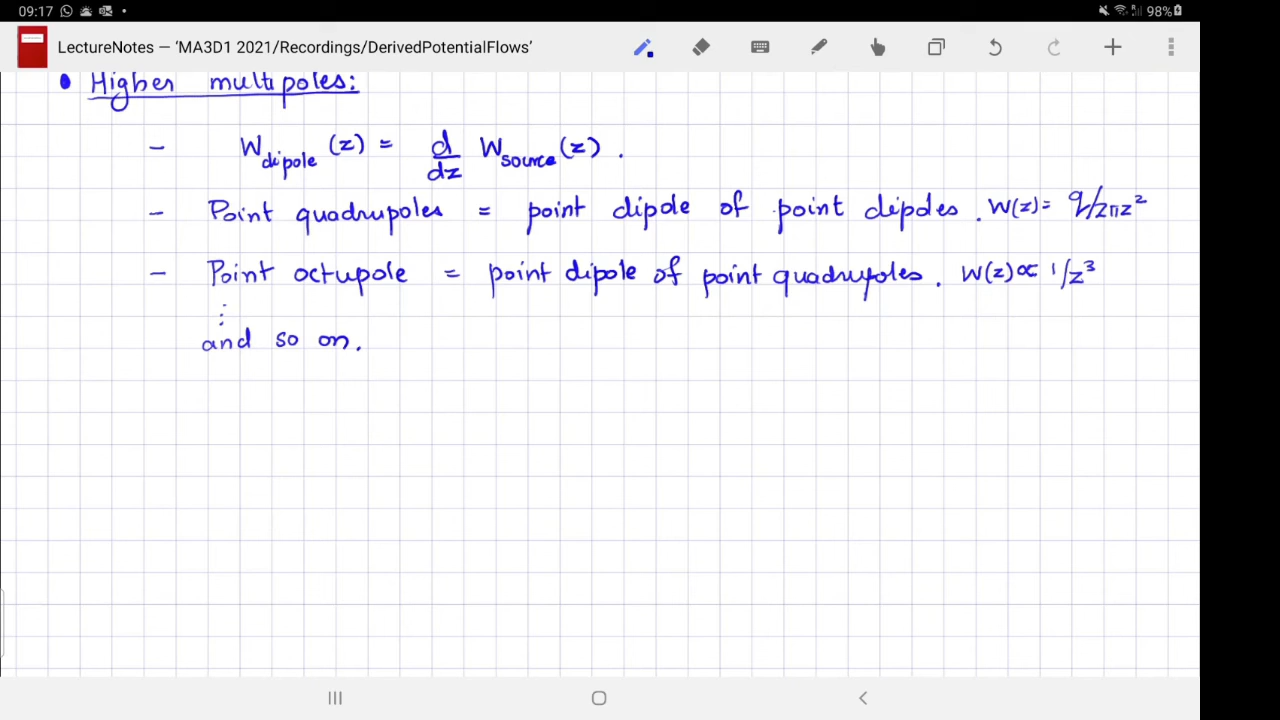 09:17 98%
LectureNotes — ‘MA3D1 2021/Recordings/DerivedPotentialFlows’
• Higher multipoles:
- W_dipole (z) = d/dz W_source (z) .
- Point quadrupoles = point dipole of point dipoles . W(z) = q/2πz²
- Point octupole = point dipole of point quadrupoles . W(z) ∝ 1/z³
⋮
and so on.